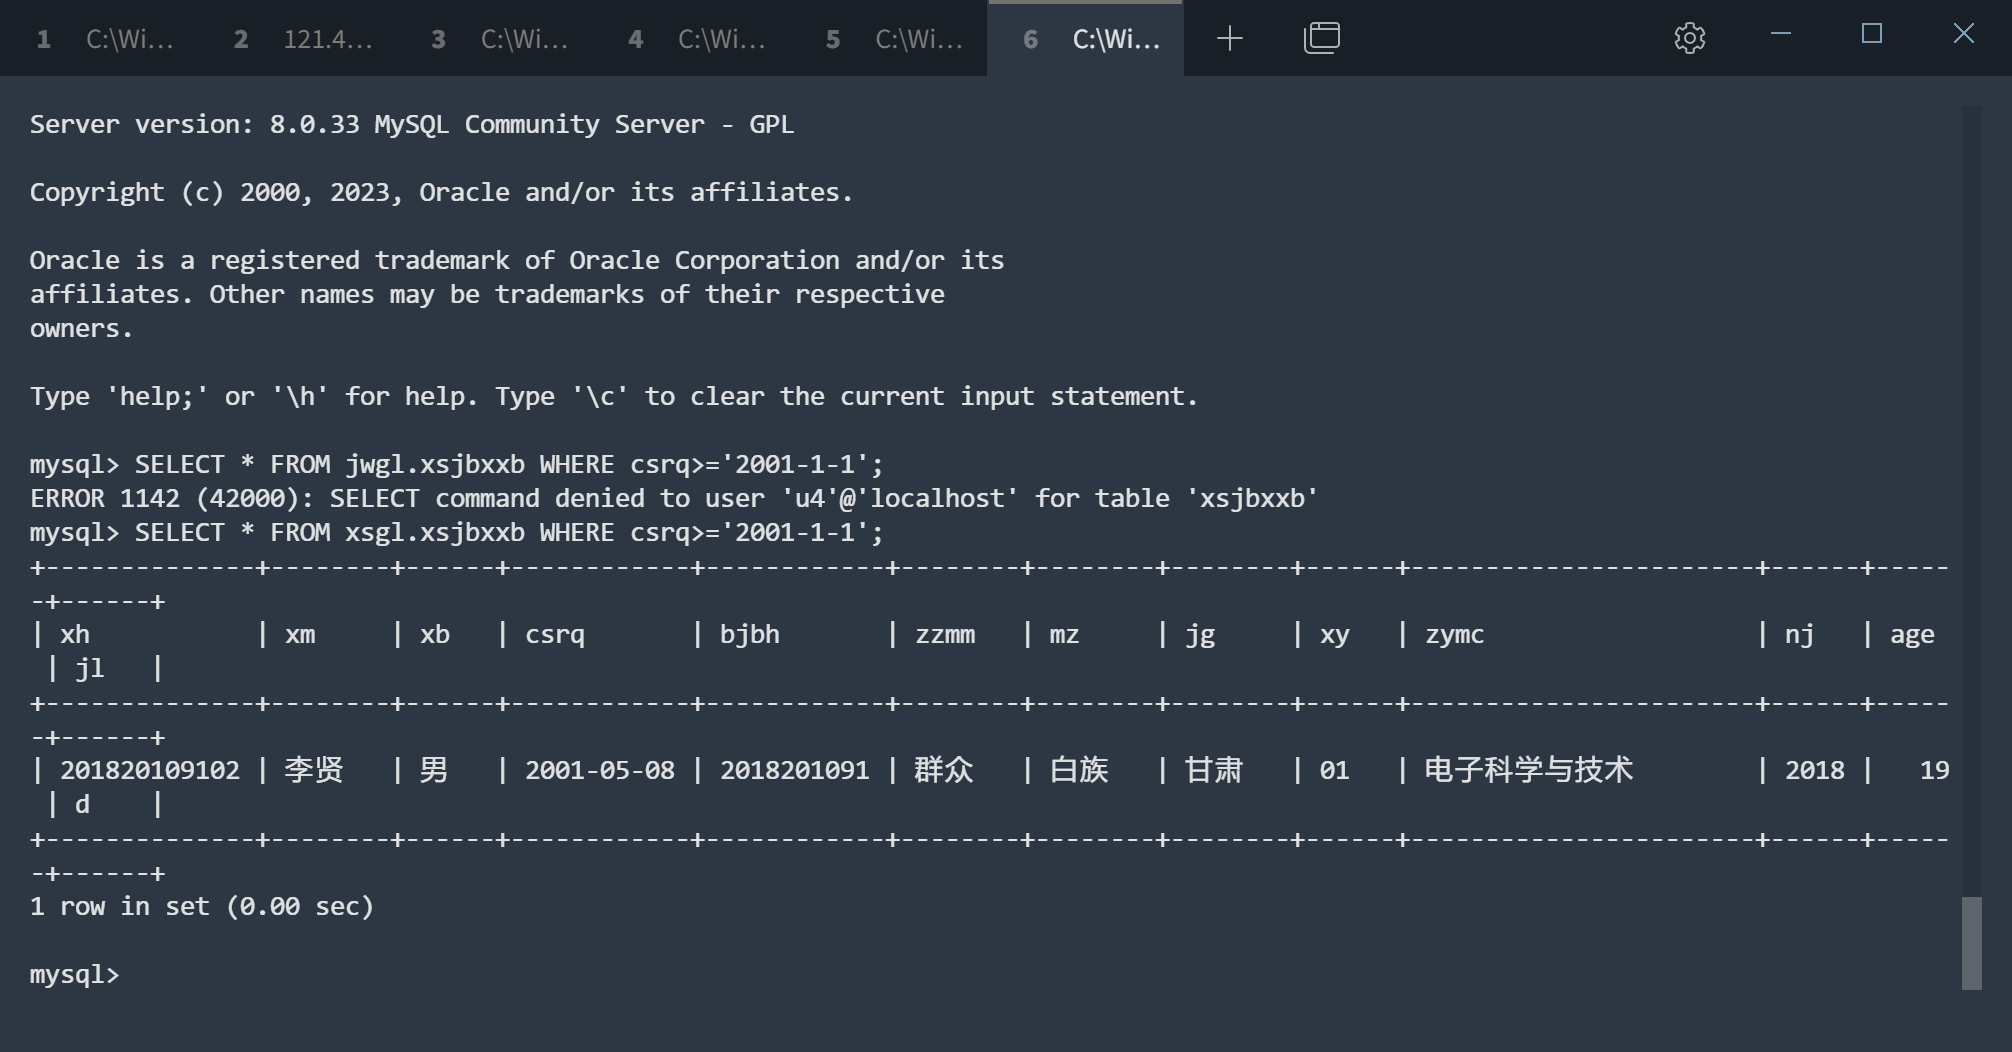 1 C:\Wi... 2 121.4... 3 C:\Wi... 4 C:\Wi... 5 C:\Wi... 6 C:\Wi...
Server version: 8.0.33 MySQL Community Server - GPL
Copyright (c) 2000, 2023, Oracle and/or its affiliates.
Oracle is a registered trademark of Oracle Corporation and/or its
affiliates. Other names may be trademarks of their respective
owners.
Type 'help;' or '\h' for help. Type '\c' to clear the current input statement.
mysql> SELECT * FROM jwgl.xsjbxxb WHERE csrq>='2001-1-1';
ERROR 1142 (42000): SELECT command denied to user 'u4'@'localhost' for table 'xsjbxxb'
mysql> SELECT * FROM xsgl.xsjbxxb WHERE csrq>='2001-1-1';
+--------------+--------+------+------------+------------+--------+--------+--------+------+-----------------------+------+-----
-+------+
| xh           | xm     | xb   | csrq       | bjbh       | zzmm   | mz     | jg     | xy   | zymc                  | nj   | age
 | jl   |
+--------------+--------+------+------------+------------+--------+--------+--------+------+-----------------------+------+-----
-+------+
| 201820109102 | 李贤   | 男   | 2001-05-08 | 2018201091 | 群众   | 白族   | 甘肃   | 01   | 电子科学与技术        | 2018 |   19
 | d    |
+--------------+--------+------+------------+------------+--------+--------+--------+------+-----------------------+------+-----
-+------+
1 row in set (0.00 sec)
mysql>